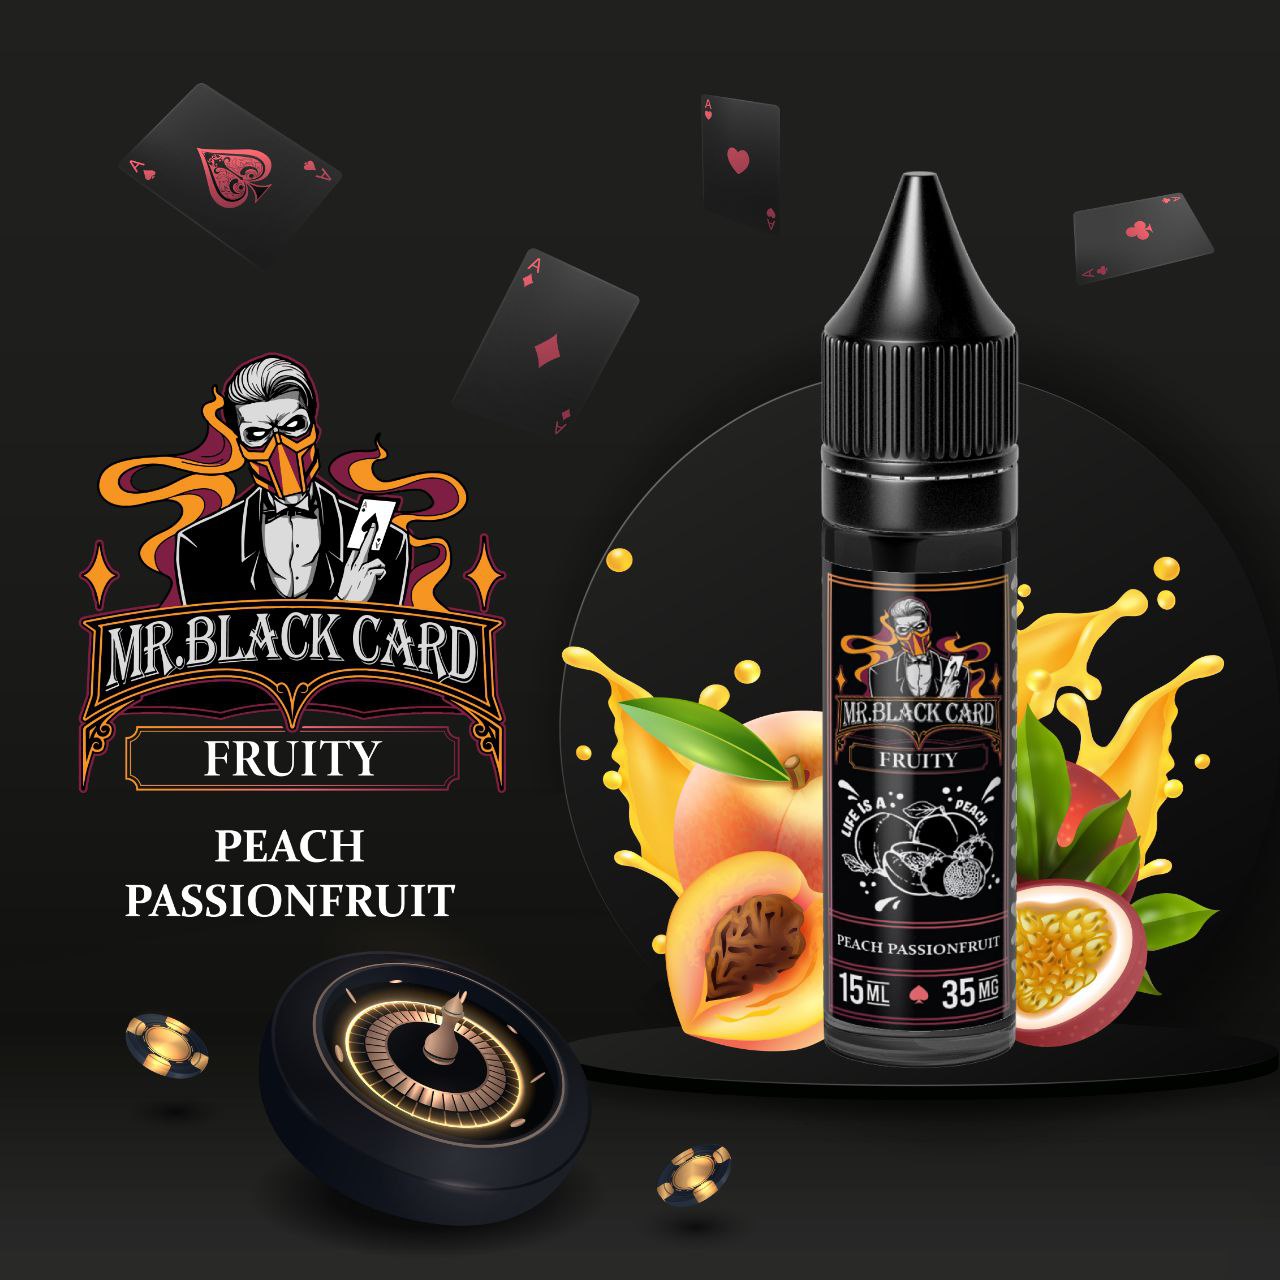 A
A
A
A
A
A
A
A
MR.BLACK CARD
FRUITY
PEACH
PASSIONFRUIT
MR.BLACK CARD
FRUITY
LIFE IS A PEACH
PEACH PASSIONFRUIT
15ML 35MG